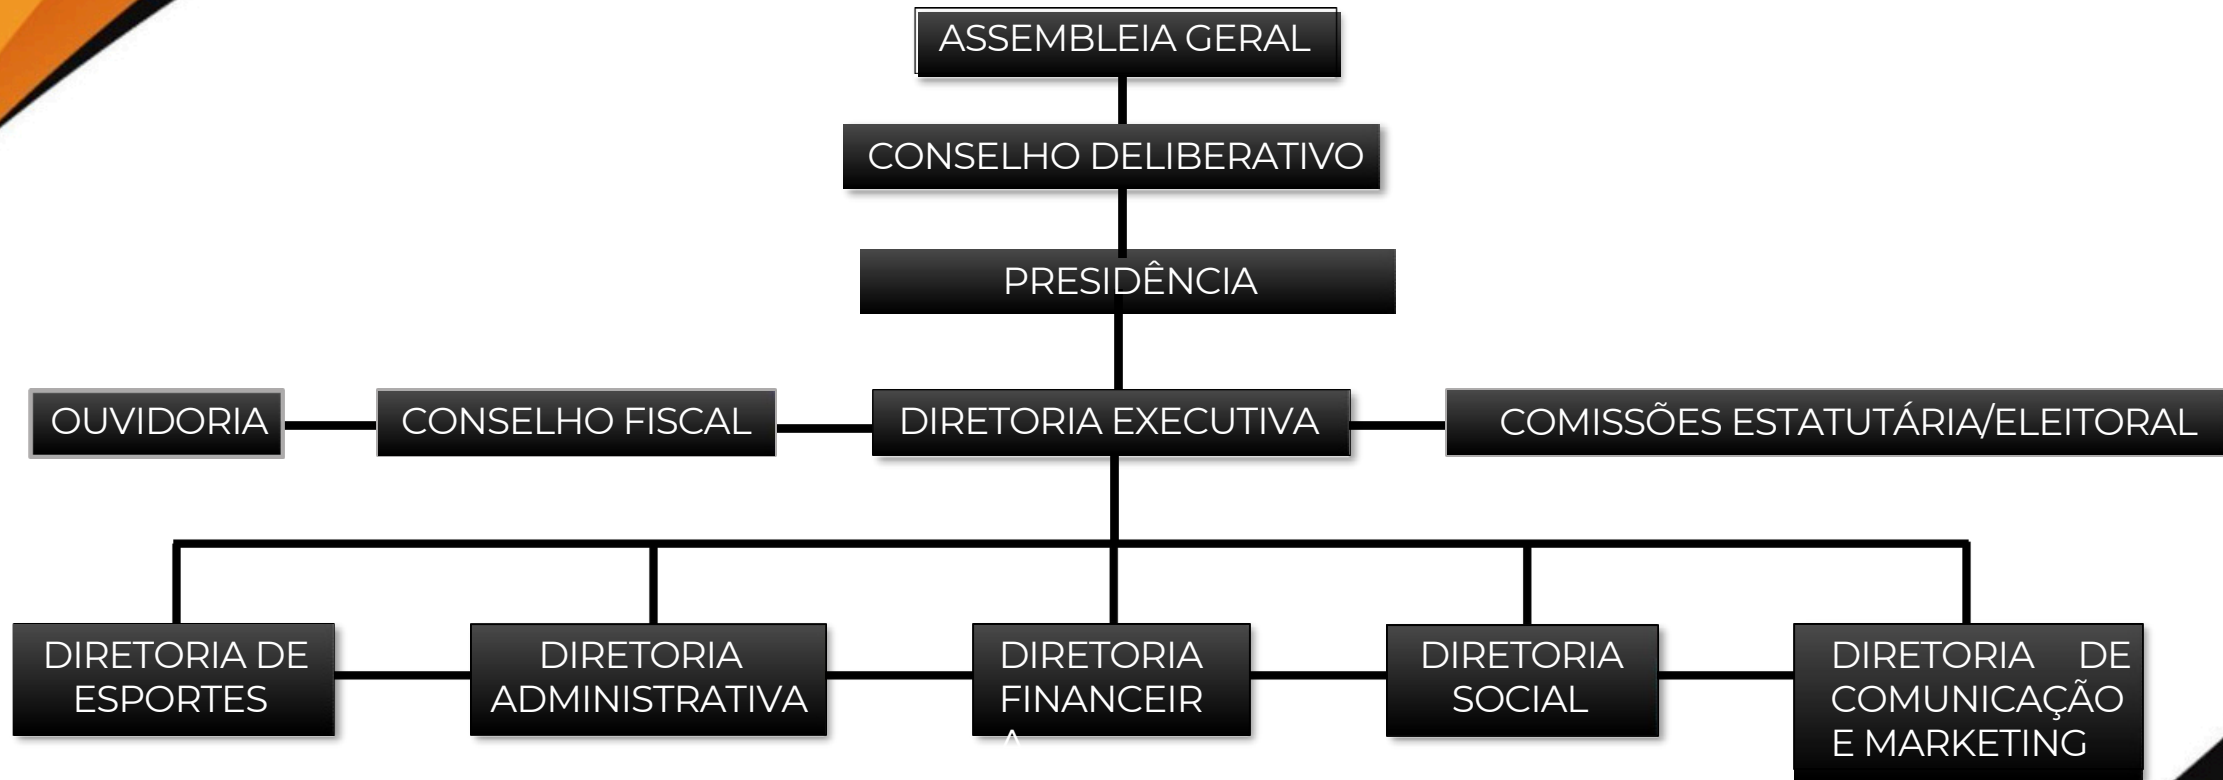 ASSEMBLEIA GERAL
CONSELHO DELIBERATIVO
PRESIDÊNCIA
OUVIDORIA
CONSELHO FISCAL
DIRETORIA EXECUTIVA
COMISSÕES ESTATUTÁRIA/ELEITORAL
DIRETORIA DE
ESPORTES
DIRETORIA
ADMINISTRATIVA
DIRETORIA
FINANCEIR
A
DIRETORIA
SOCIAL
DIRETORIA DE
COMUNICAÇÃO
E MARKETING